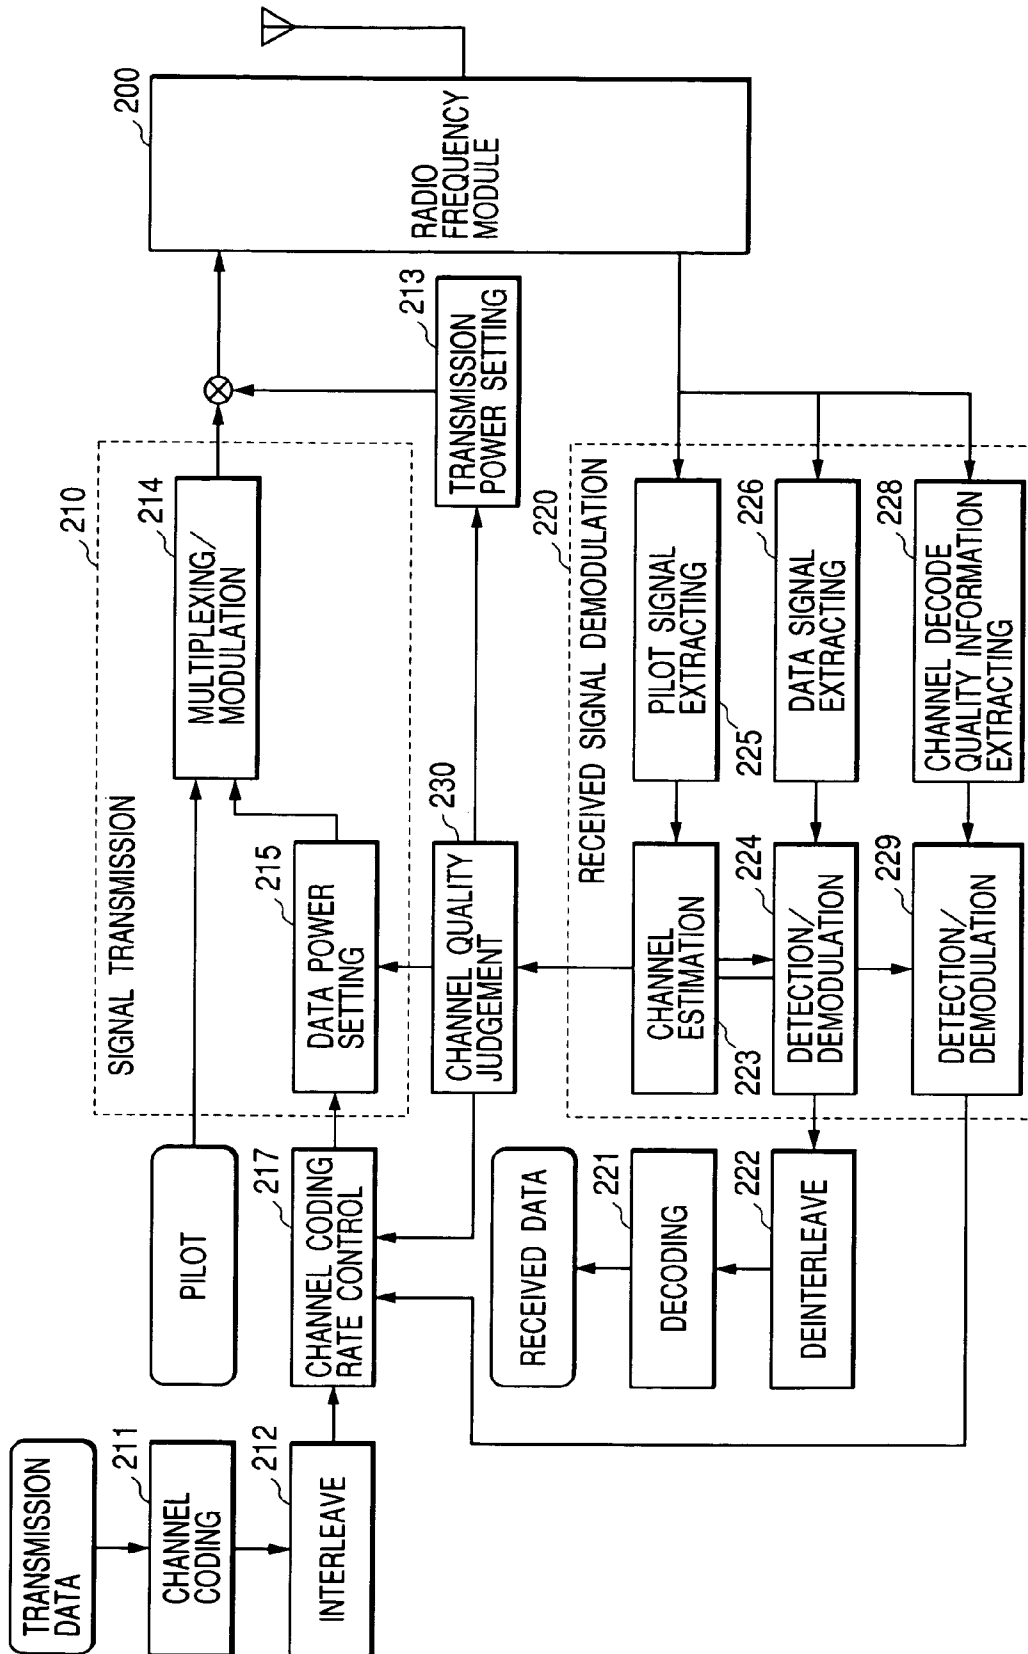 TRANSMISSION
DATA
211
CHANNEL
CODING
212
INTERLEAVE
PILOT
217
CHANNEL CODING
RATE CONTROL
SIGNAL TRANSMISSION
210
214
MULTIPLEXING/
MODULATION
215
DATA POWER
SETTING
230
CHANNEL QUALITY
JUDGEMENT
213
TRANSMISSION
POWER SETTING
200
RADIO
FREQUENCY
MODULE
RECEIVED DATA
221
DECODING
222
DEINTERLEAVE
RECEIVED SIGNAL DEMODULATION
220
CHANNEL
ESTIMATION
223
PILOT SIGNAL
EXTRACTING
225
224
DETECTION/
DEMODULATION
226
DATA SIGNAL
EXTRACTING
229
DETECTION/
DEMODULATION
228
CHANNEL DECODE
QUALITY INFORMATION
EXTRACTING